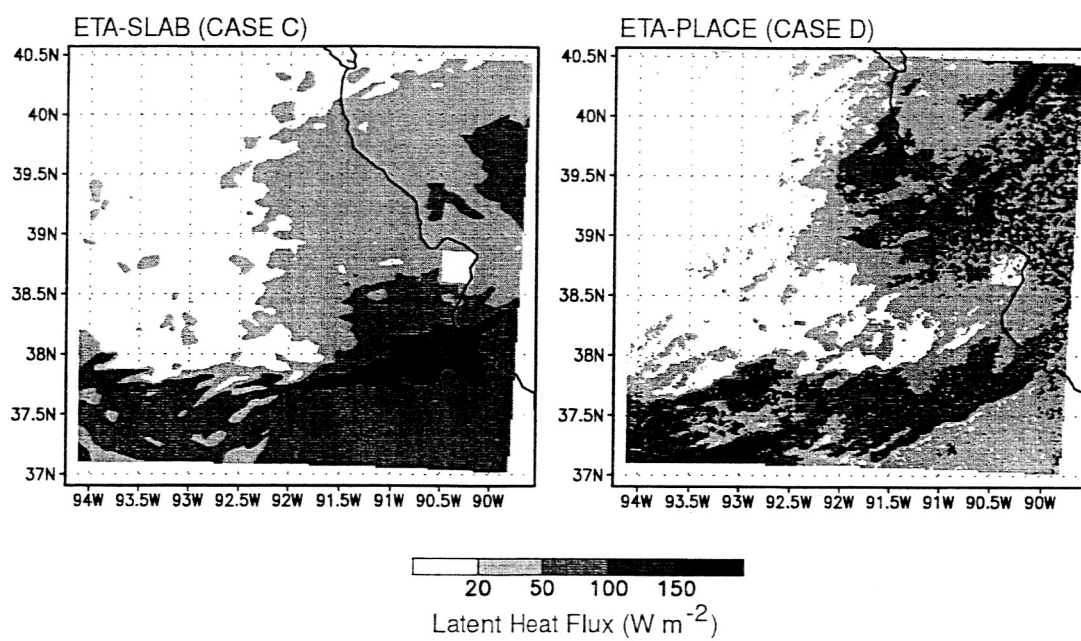 ETA-SLAB (CASE C)
ETA-PLACE (CASE D)
40.5N
40N
39.5N
39N
38.5N
38N
37.5N
37N
94W 93.5W 93W 92.5W 92W 91.5W 91W 90.5W 90W
40.5N
40N
39.5N
39N
38.5N
38N
37.5N
37N
94W 93.5W 93W 92.5W 92W 91.5W 91W 90.5W 90W
20 50 100 150
Latent Heat Flux (W m⁻²)